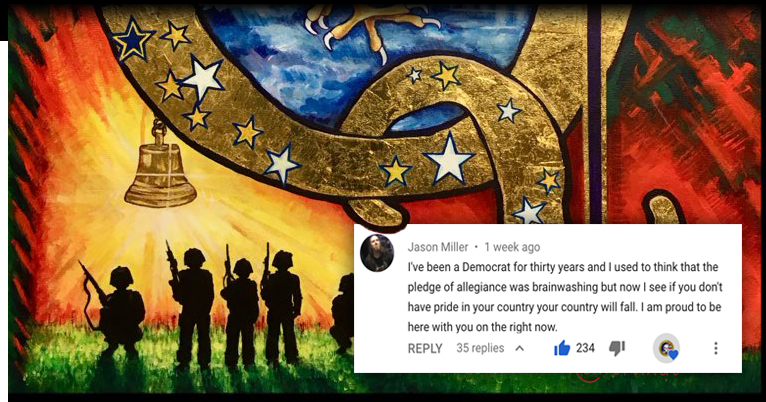 Jason Miller • 1 week ago
I've been a Democrat for thirty years and I used to think that the
pledge of allegiance was brainwashing but now I see if you don't
have pride in your country your country will fall. I am proud to be
here with you on the right now.
REPLY 35 replies 234